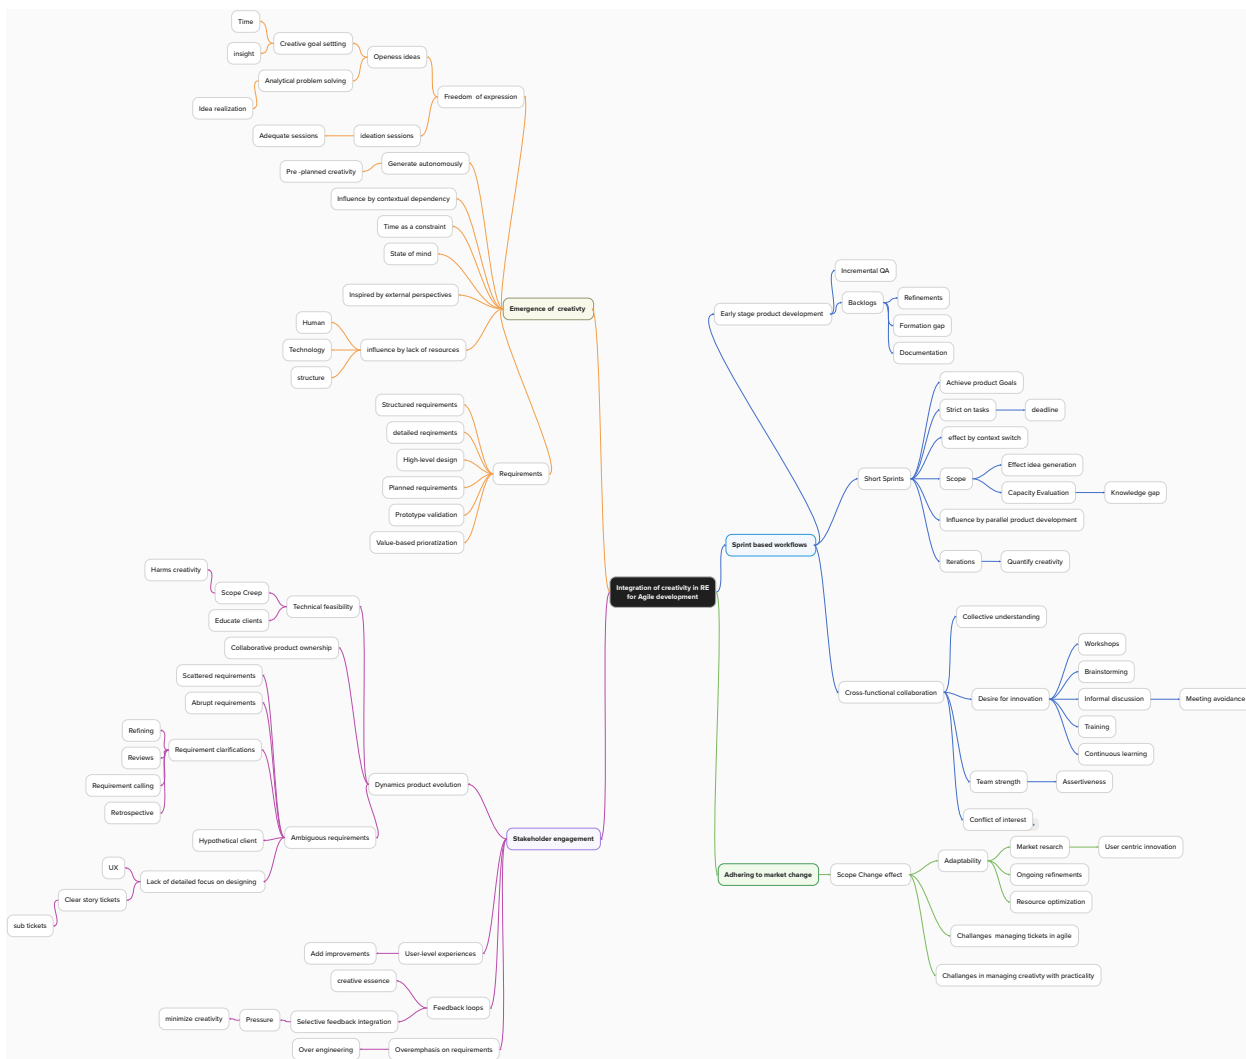 Integration of creativity in RE
for Agile development
Emergence of creativty
Freedom of expression
Openess ideas
Creative goal settting
Time
insight
Analytical problem solving
Idea realization
ideation sessions
Adequate sessions
Generate autonomously
Pre -planned creativity
Influence by contextual dependency
Time as a constraint
State of mind
Inspired by external perspectives
influence by lack of resources
Human
Technology
structure
Requirements
Structured requirements
detailed reqirements
High-level design
Planned requirements
Prototype validation
Value-based prioratization
Stakeholder engagement
Dynamics product evolution
Technical feasibility
Scope Creep
Harms creativity
Educate clients
Collaborative product ownership
Ambiguous requirements
Scattered requirements
Abrupt requirements
Requirement clarifications
Refining
Reviews
Requirement calling
Retrospective
Hypothetical client
Lack of detailed focus on designing
UX
Clear story tickets
sub tickets
User-level experiences
Add improvements
Feedback loops
creative essence
Selective feedback integration
Pressure
minimize creativity
Overemphasis on requirements
Over engineering
Sprint based workflows
Early stage product development
Incremental QA
Backlogs
Refinements
Formation gap
Documentation
Short Sprints
Achieve product Goals
Strict on tasks
deadline
effect by context switch
Scope
Effect idea generation
Capacity Evaluation
Knowledge gap
Influence by parallel product development
Iterations
Quantify creativity
Cross-functional collaboration
Collective understanding
Desire for innovation
Workshops
Brainstorming
Informal discussion
Meeting avoidance
Training
Continuous learning
Team strength
Assertiveness
Conflict of interest
Adhering to market change
Scope Change effect
Adaptability
Market resarch
User centric innovation
Ongoing refinements
Resource optimization
Challanges managing tickets in agile
Challenges in managing creativty with practicality